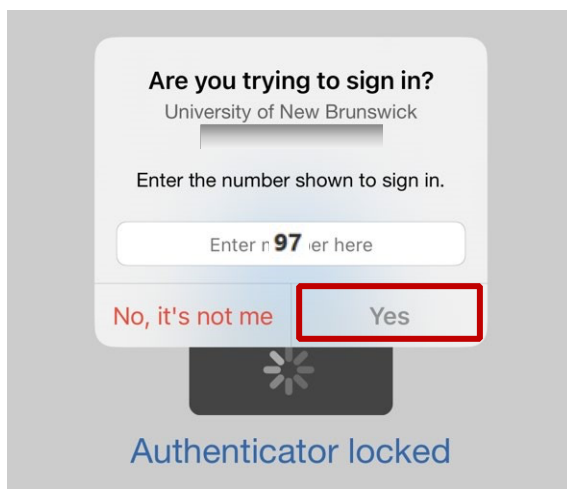 Are you trying to sign in?
University of New Brunswick
Enter the number shown to sign in.
Enter 97 er here
No, it's not me
Yes
Authenticator locked